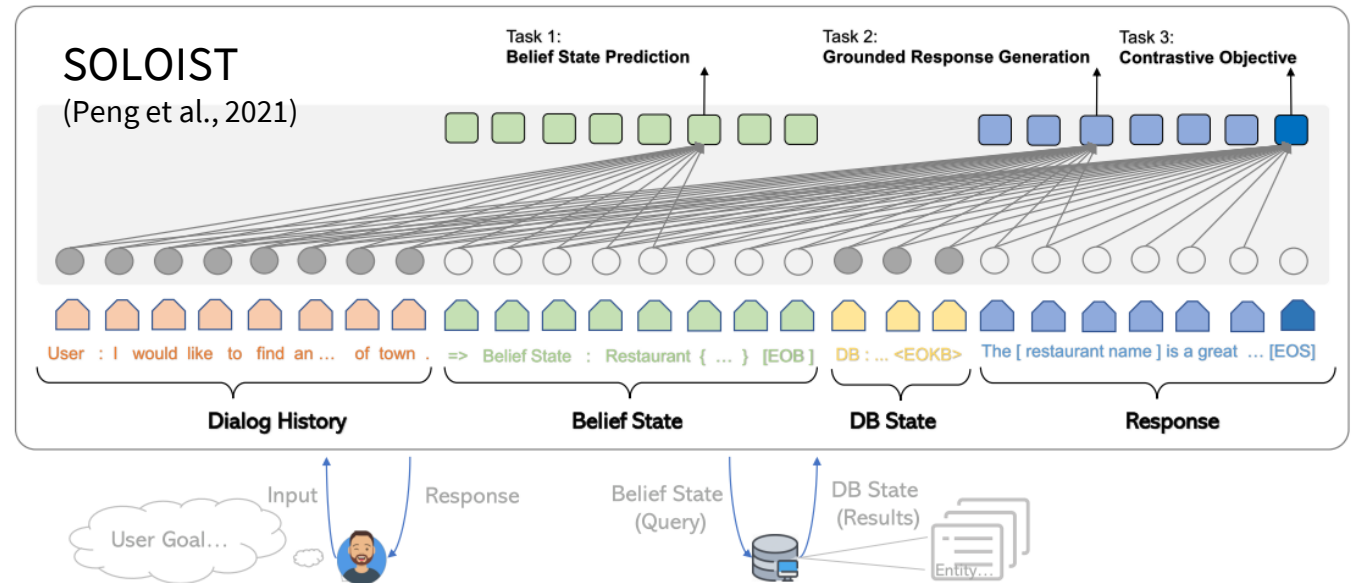 SOLOIST
(Peng et al., 2021)
Task 1:
Belief State Prediction
Task 2:
Grounded Response Generation
Task 3:
Contrastive Objective
User : I would like to find an ... of town .
=> Belief State : Restaurant { ... } [EOB ]
DB : ... <EOKB>
The [ restaurant name ] is a great ... [EOS]
Dialog History
Belief State
DB State
Response
User Goal...
Input
Response
Belief State
(Query)
DB State
(Results)
Entity...